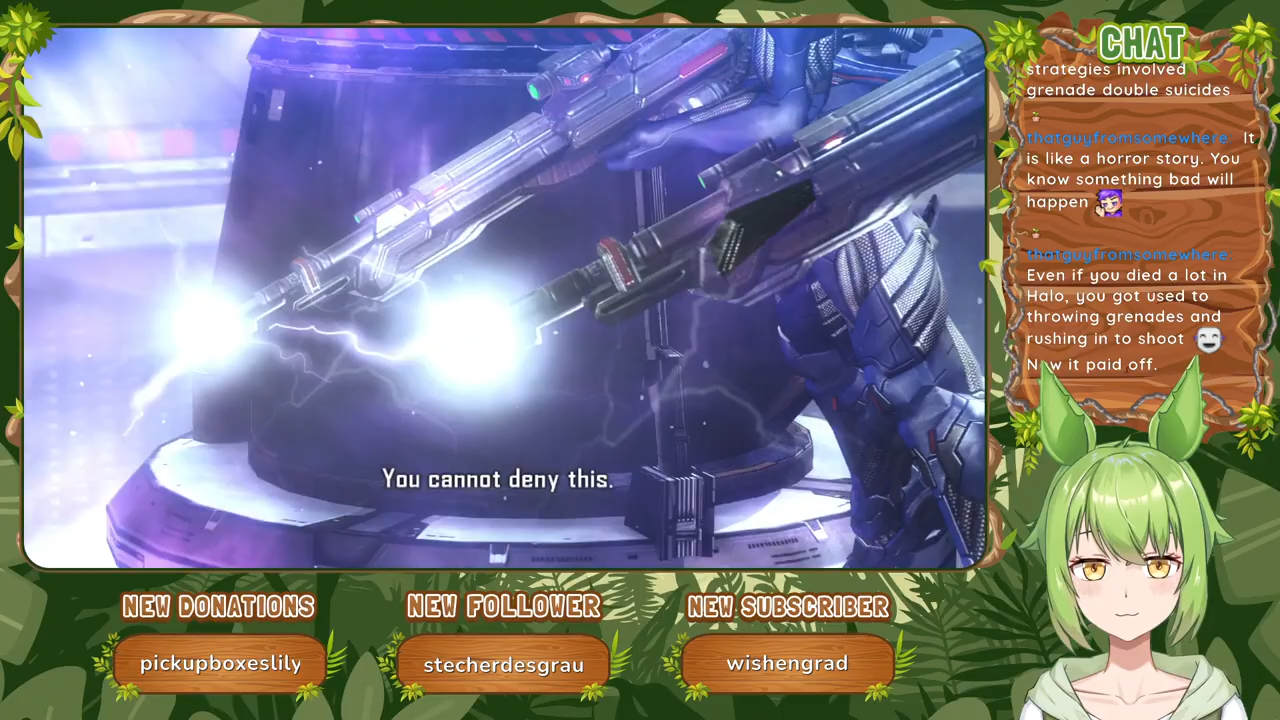 CHAT
strategies involved
grenade double suicides
thatguyfromsomewhere It
is like a horror story. You
know something bad will
happen
thatguyfromsomewhere
Even if you died a lot in
Halo, you got used to
throwing grenades and
rushing in to shoot
Now it paid off.
You cannot deny this.
NEW DONATIONS
NEW FOLLOWER
NEW SUBSCRIBER
pickupboxeslily
stecherdesgrau
wishengrad